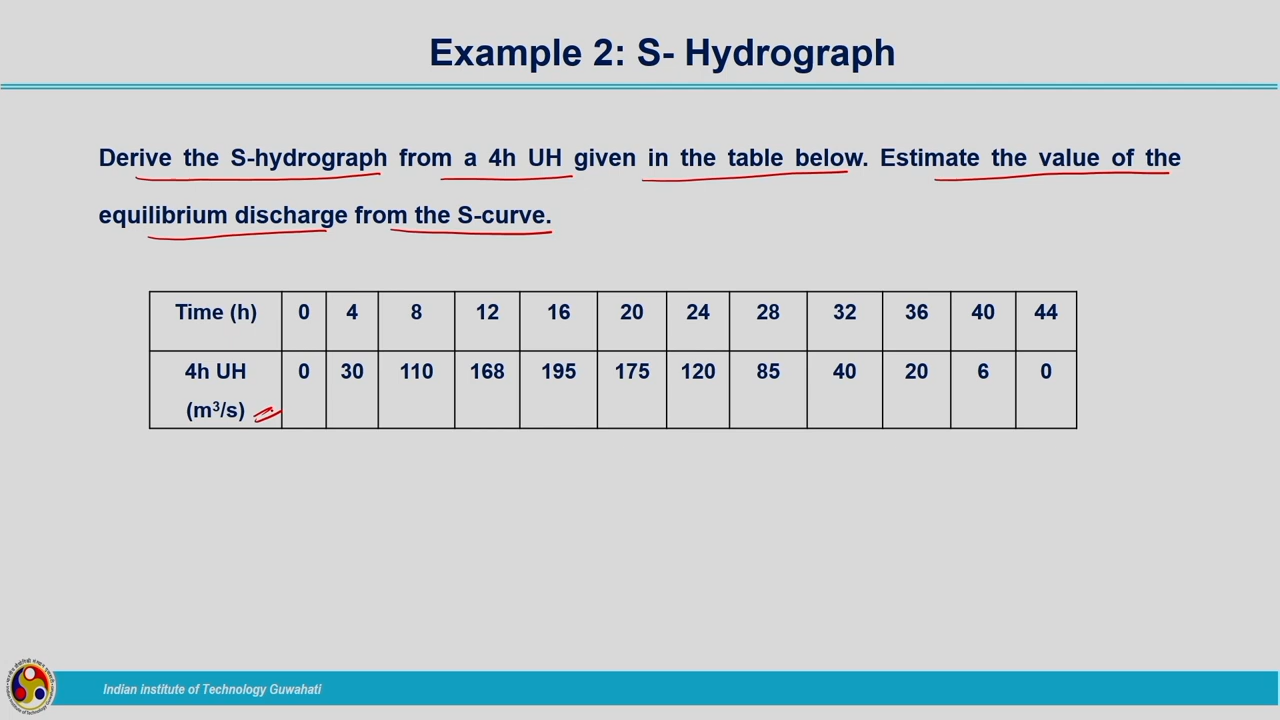 Example 2: S- Hydrograph
Derive the S-hydrograph from a 4h UH given in the table below. Estimate the value of the
equilibrium discharge from the S-curve.
Time (h) 0 4 8 12 16 20 24 28 32 36 40 44
4h UH 0 30 110 168 195 175 120 85 40 20 6 0
(m³/s)
Indian institute of Technology Guwahati